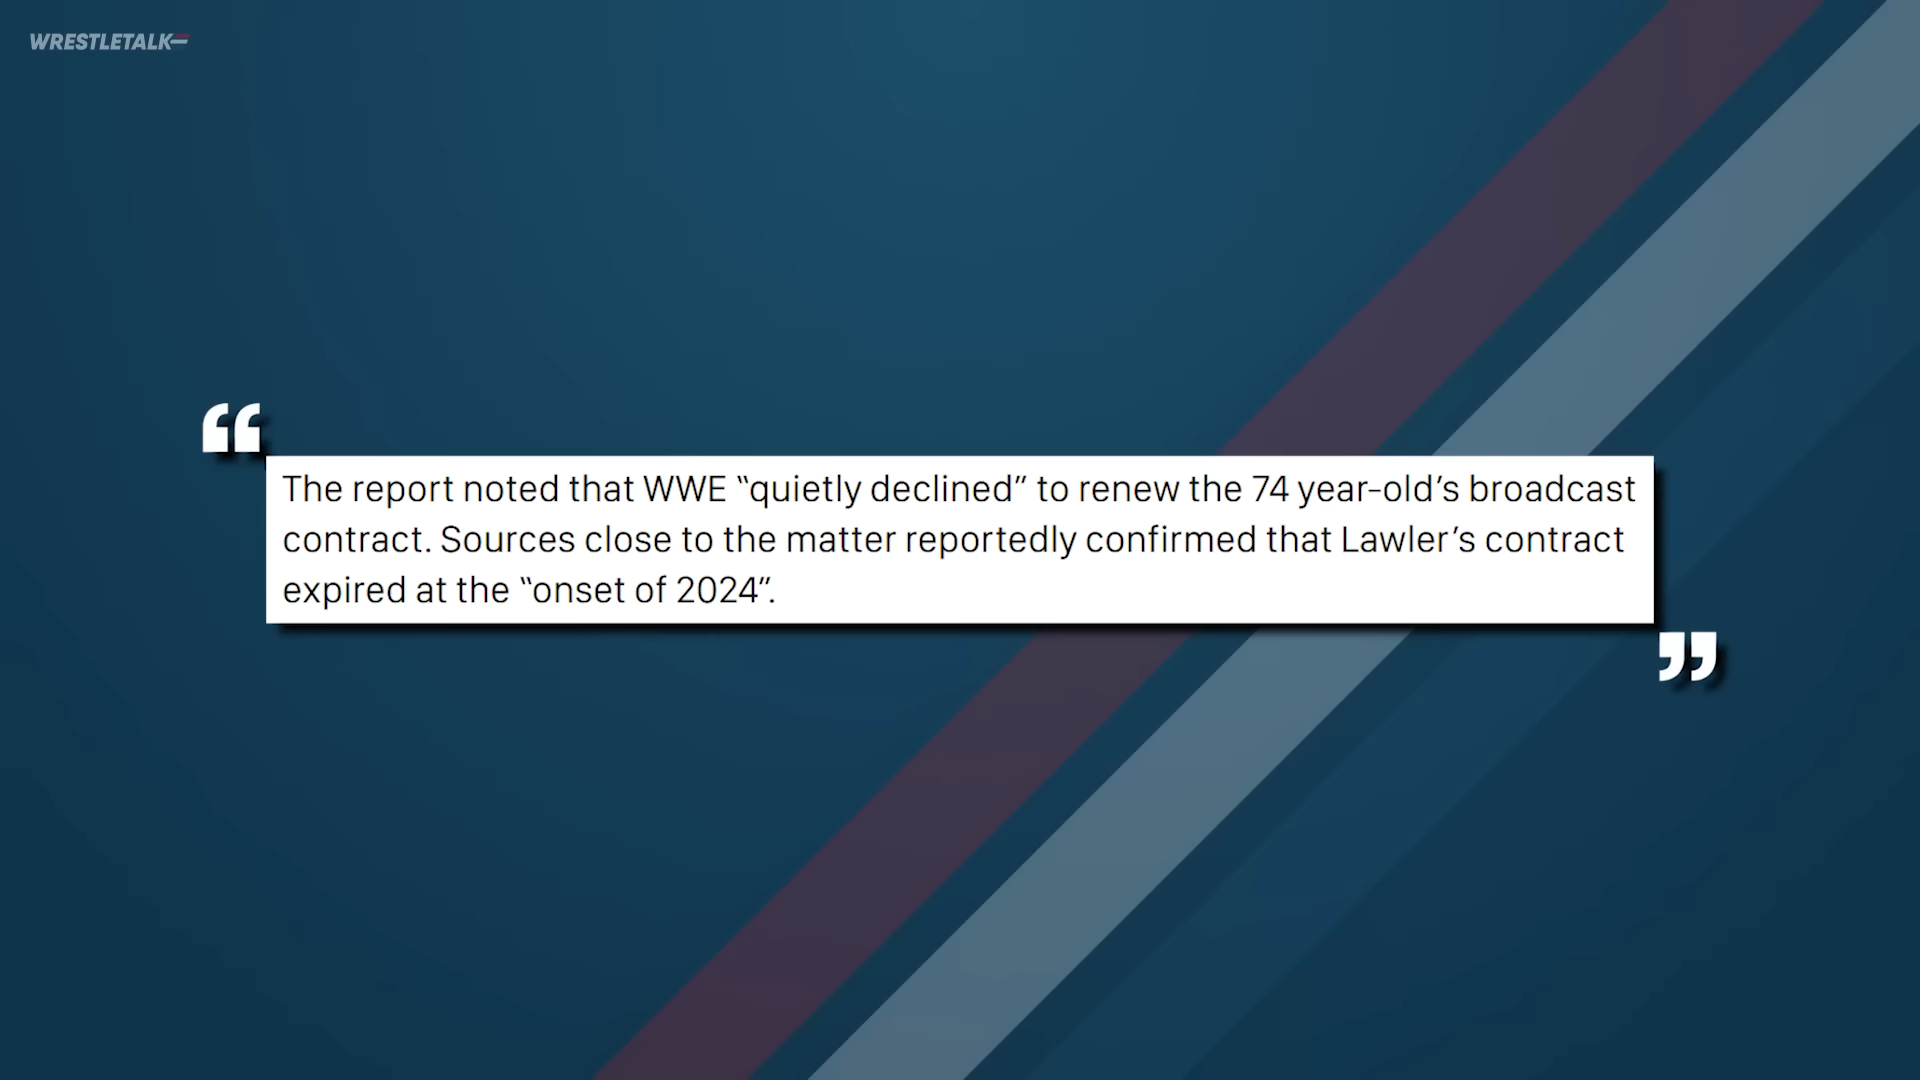 WRESTLETALK
“
The report noted that WWE “quietly declined” to renew the 74 year-old’s broadcast
contract. Sources close to the matter reportedly confirmed that Lawler’s contract
expired at the “onset of 2024”.
”